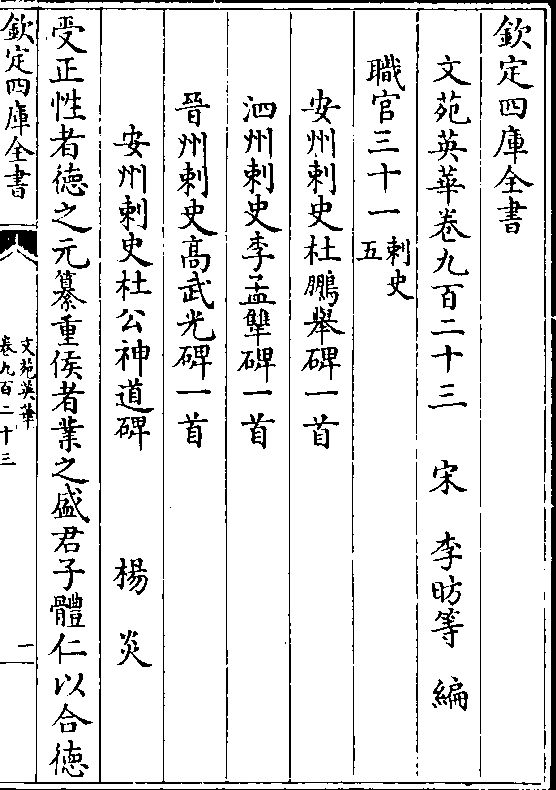 欽定四庫全書
文苑英華卷九百二十三 宋 李昉等 編
職官三十一 刺史五
安州刺史杜鵬舉碑一首
泗州刺史李孟犨碑一首
晉州刺史高武光碑一首
安州刺史杜公神道碑 楊炎
受正性者德之元纂重侯者業之盛君子體仁以合德
欽定四庫全書
文苑英華
卷九百二十三
一